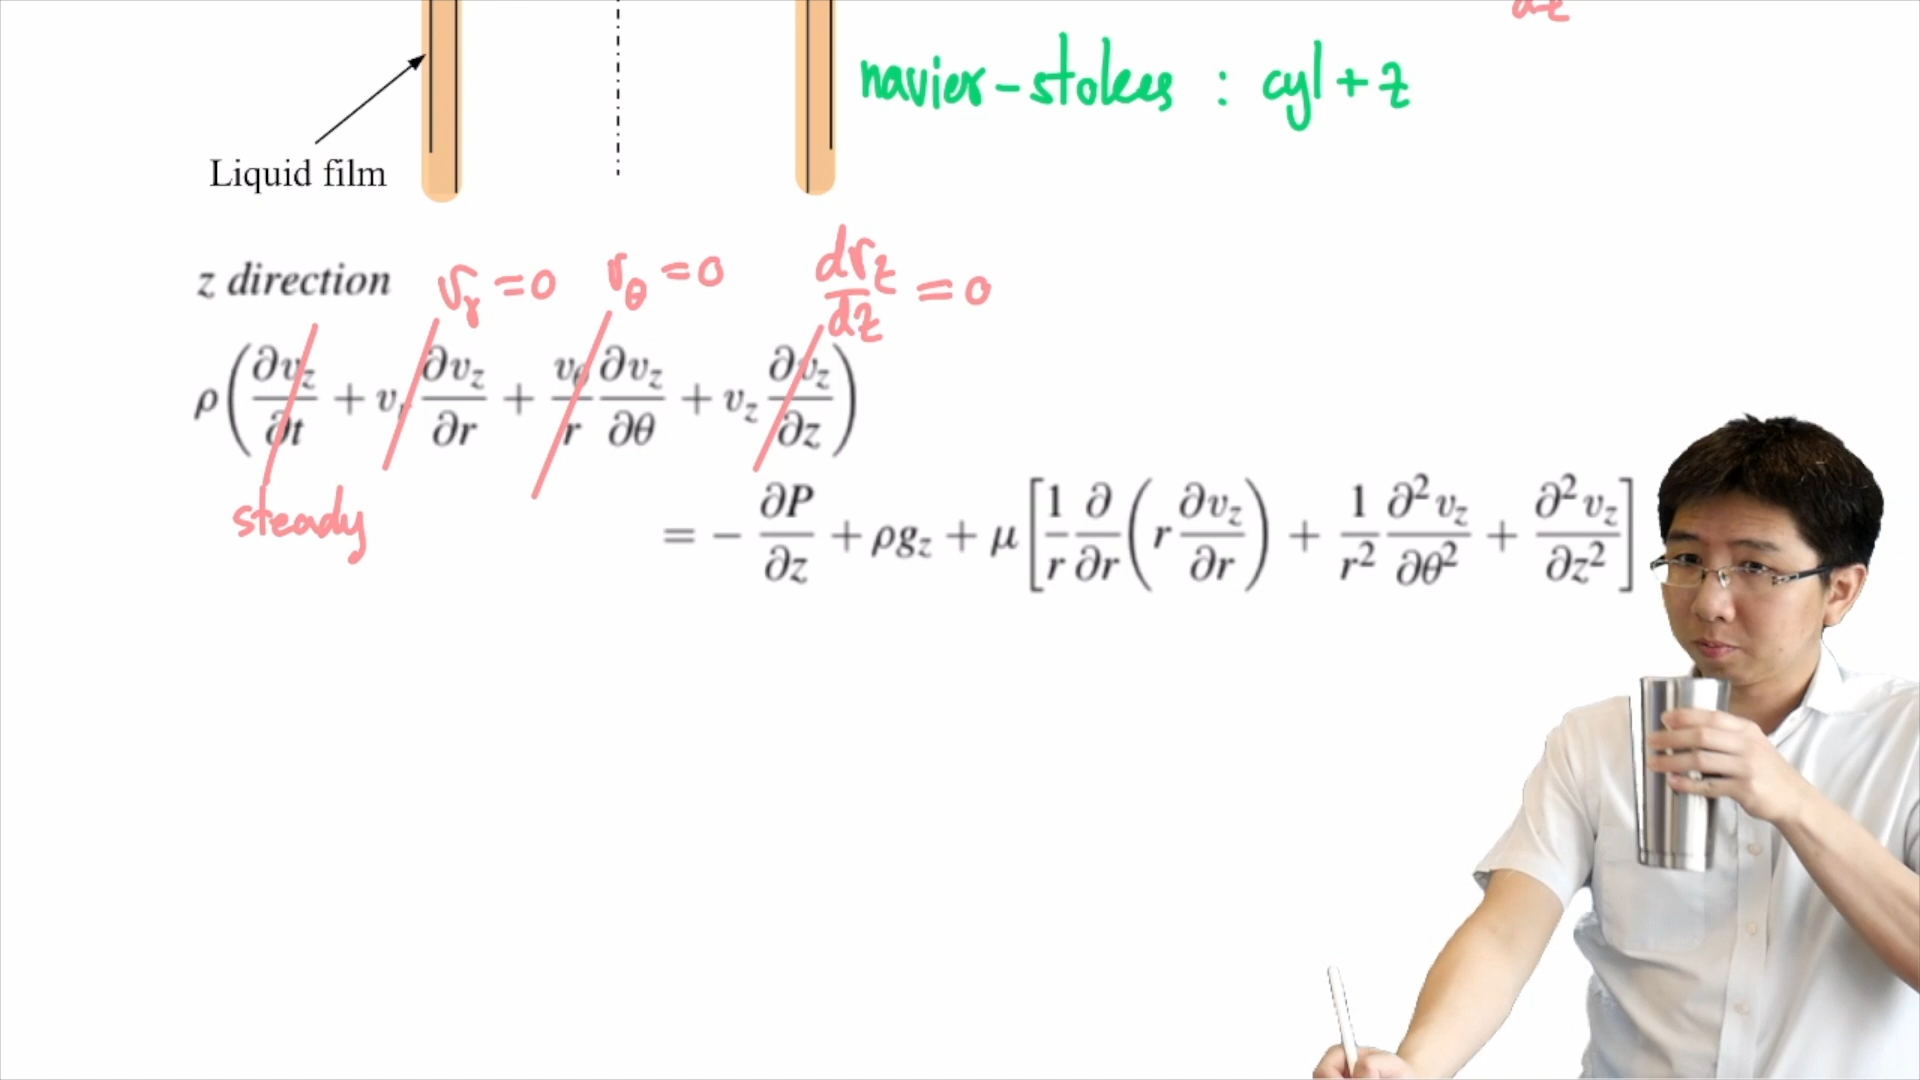 dz
navier-stokes : cyl + z
Liquid film
z direction
v_r = 0
v_θ = 0
dv_z/dz = 0
ρ(∂v_z/∂t + v_r ∂v_z/∂r + v_θ/r ∂v_z/∂θ + v_z ∂v_z/∂z)
steady
= − ∂P/∂z + ρg_z + μ[1/r ∂/∂r(r ∂v_z/∂r) + 1/r² ∂²v_z/∂θ² + ∂²v_z/∂z²]